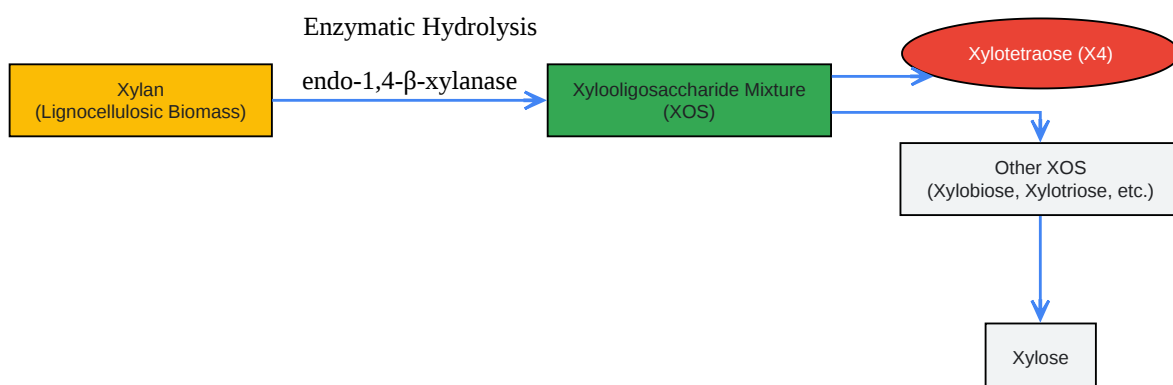 Enzymatic Hydrolysis
endo-1,4-β-xylanase
Xylan
(Lignocellulosic Biomass)
Xylooligosaccharide Mixture
(XOS)
Xylotetraose (X4)
Other XOS
(Xylobiose, Xylotriose, etc.)
Xylose